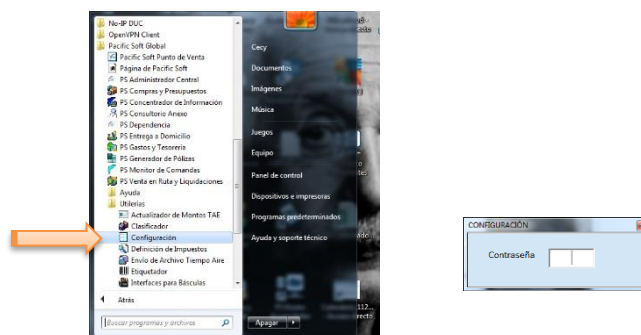 No-IP DUC
OpenVPN Client
Pacific Soft Global
Pacific Soft Punto de Venta
Página de Pacific Soft
PS Administrador Central
PS Compras y Presupuestos
PS Concentrador de Información
PS Consultorio Anexo
PS Dependencia
PS Entrega a Domicilio
PS Gastos y Tesoreria
PS Generador de Pólizas
PS Monitor de Comandas
PS Venta en Ruta y Liquidaciones
Ayuda
Utilerias
Actualizador de Montos TAE
Clasificador
Configuración
Definición de Impuestos
Envío de Archivo Tiempo Aire
Etiquetador
Interfaces para Básculas
Atrás
Buscar programas y archivos
Cecy
Documentos
Imágenes
Música
Juegos
Equipo
Panel de control
Dispositivos e impresoras
Programas predeterminados
Ayuda y soporte técnico
Apagar
CONFIGURACIÓN
Contraseña